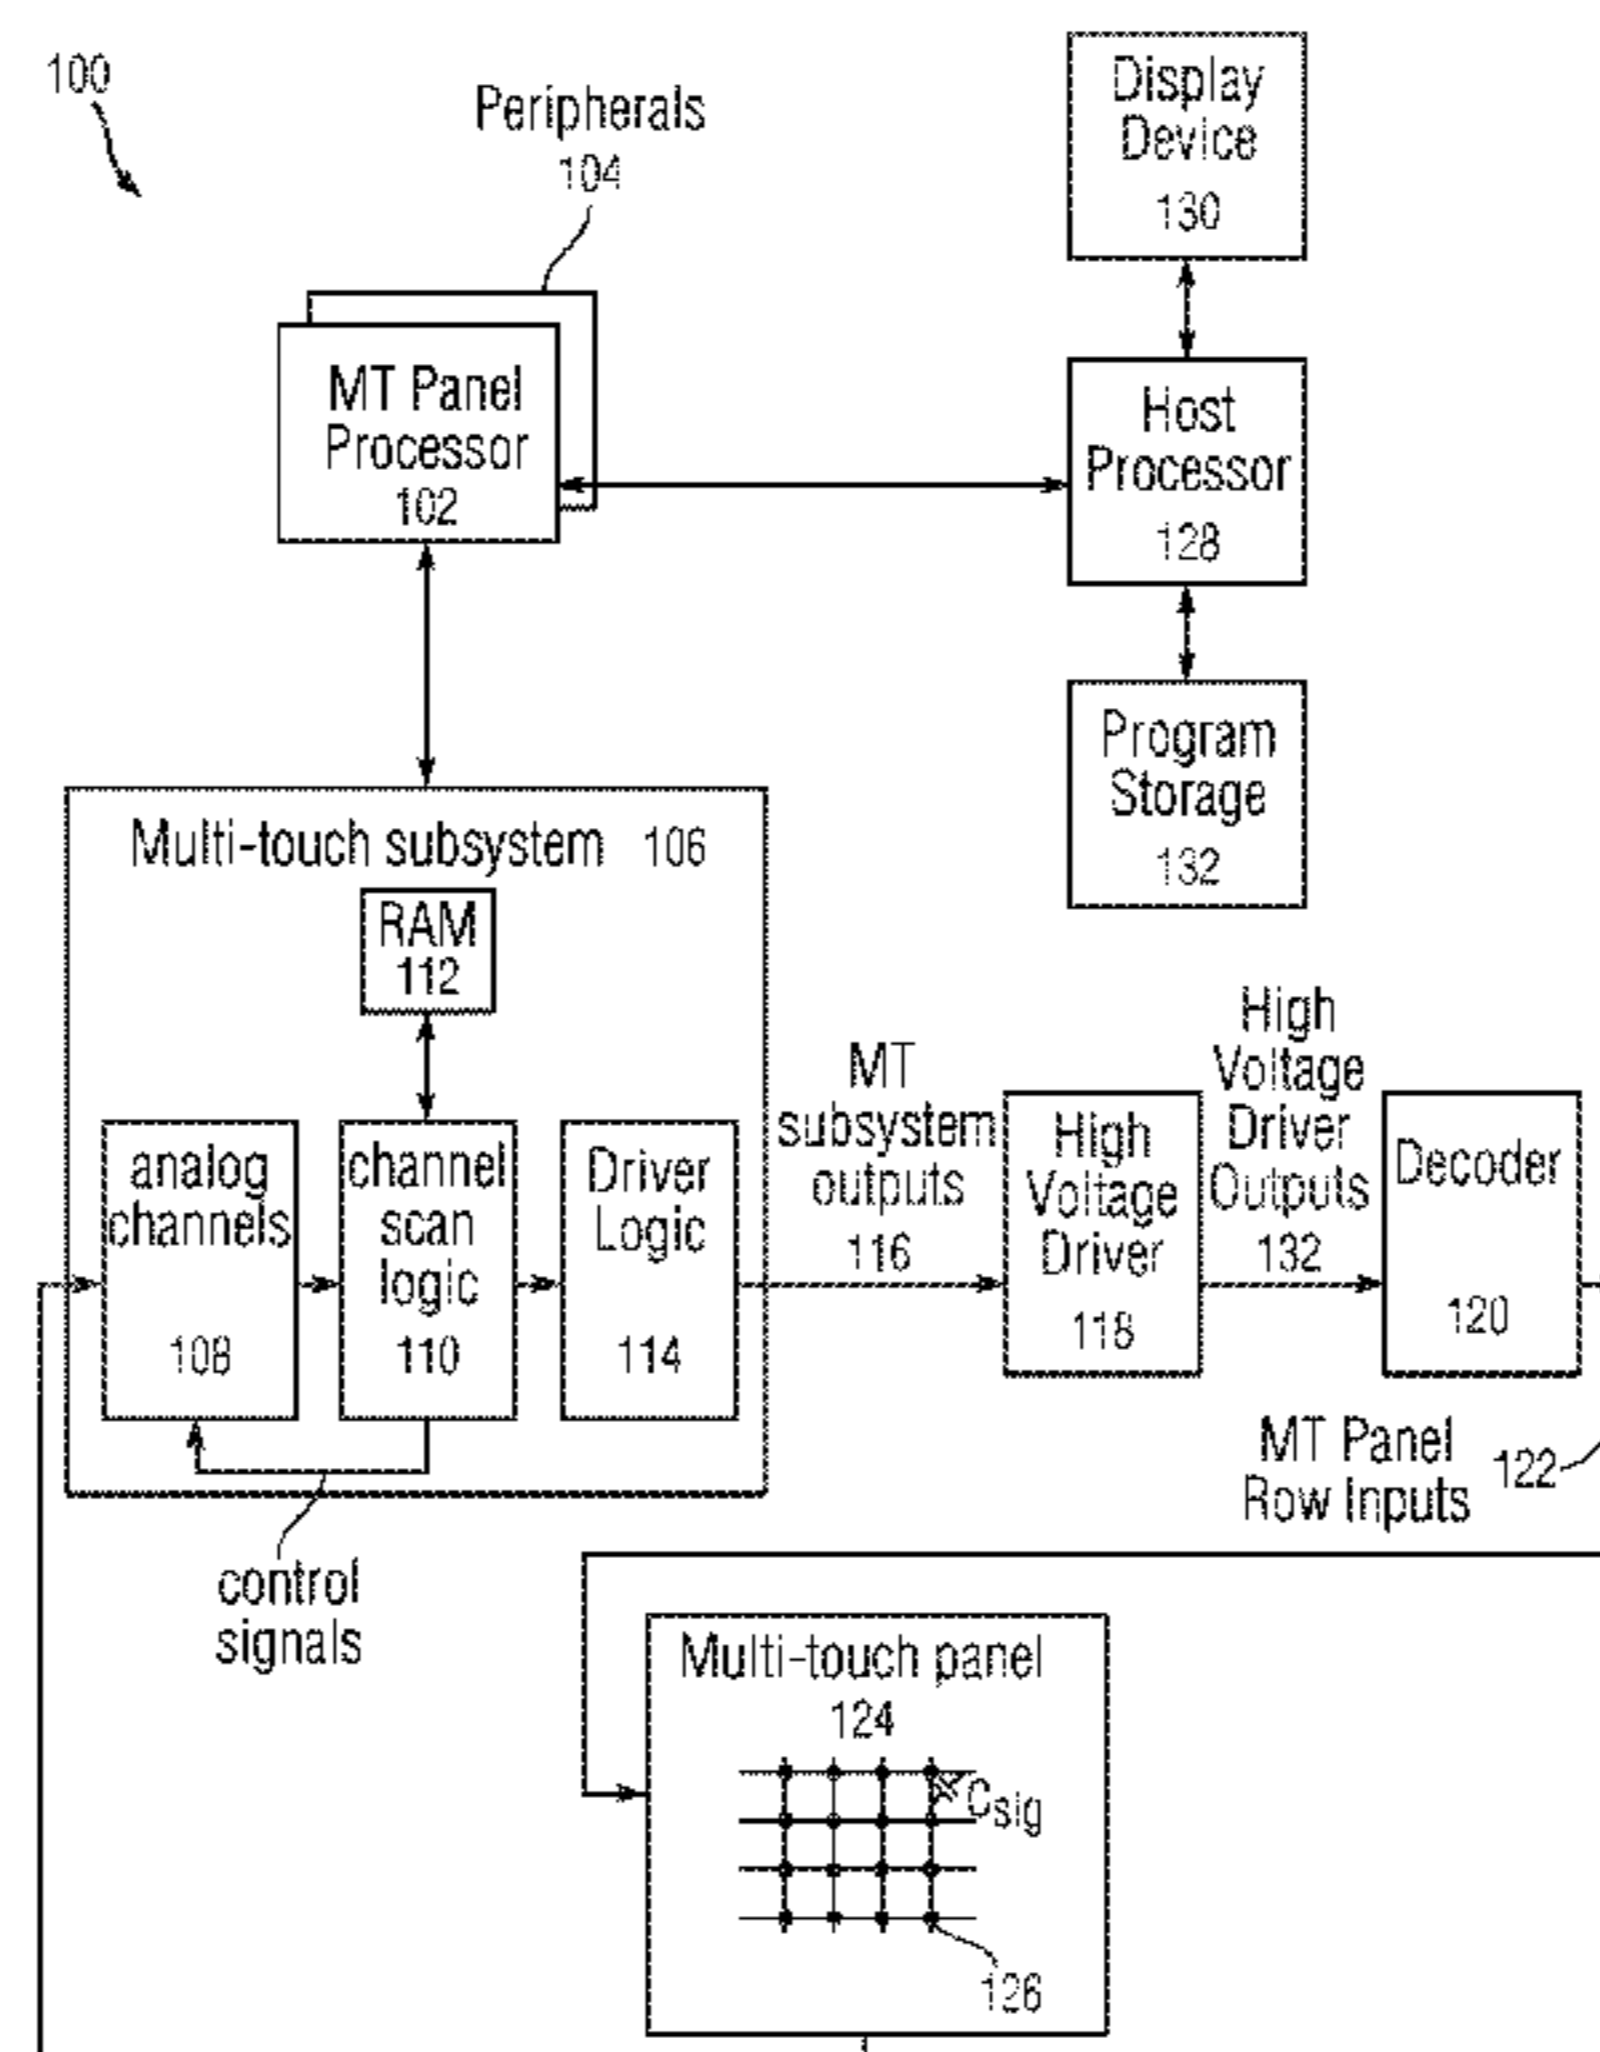 100
Peripherals
104
Display
Device
130
MT Panel
Processor
102
Host
Processor
128
Program
Storage
132
Multi-touch subsystem 106
RAM
112
analog
channels
108
channel
scan
logic
110
Driver
Logic
114
MT
subsystem
outputs
116
High
Voltage
Driver
118
High
Voltage
Driver
Outputs
132
Decoder
120
MT Panel
Row Inputs
122
control
signals
Multi-touch panel
124
Csig
126